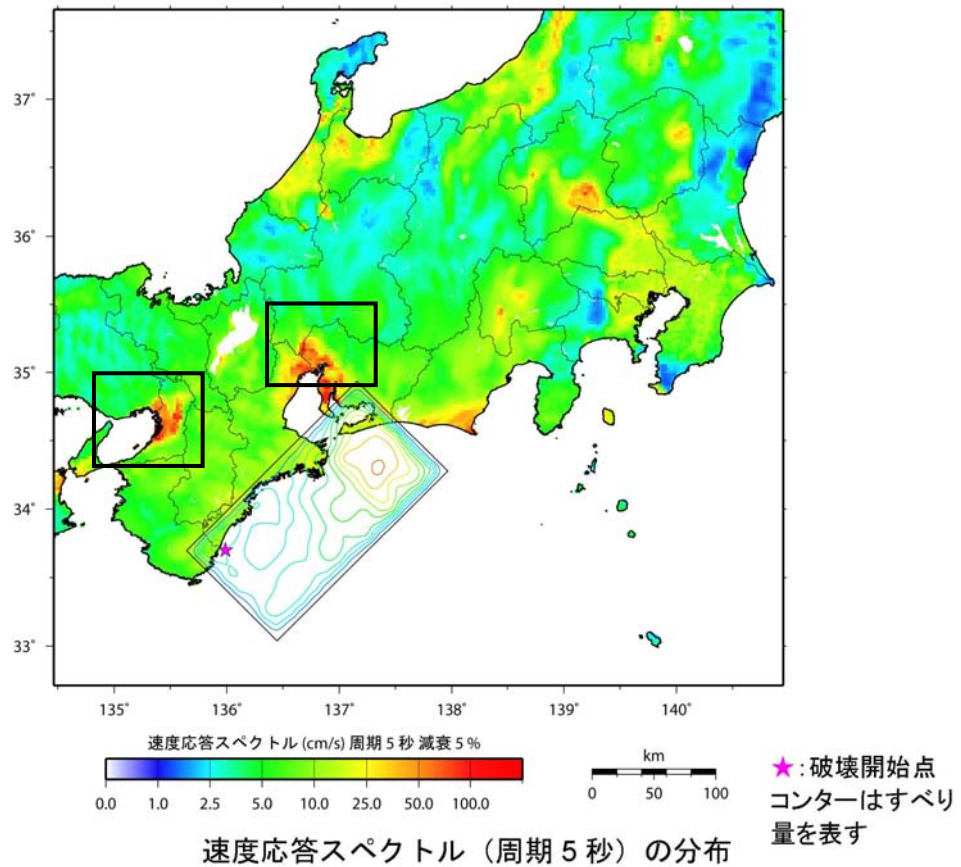 37°
36°
35°
34°
33°
135° 136° 137° 138° 139° 140°
速度応答スペクトル (cm/s) 周期 5 秒 減衰 5 %
0.0 1.0 2.5 5.0 10.0 25.0 50.0 100.0
km
0 50 100
★:破壊開始点
コンターはすべり
量を表す
速度応答スペクトル（周期 5 秒）の分布